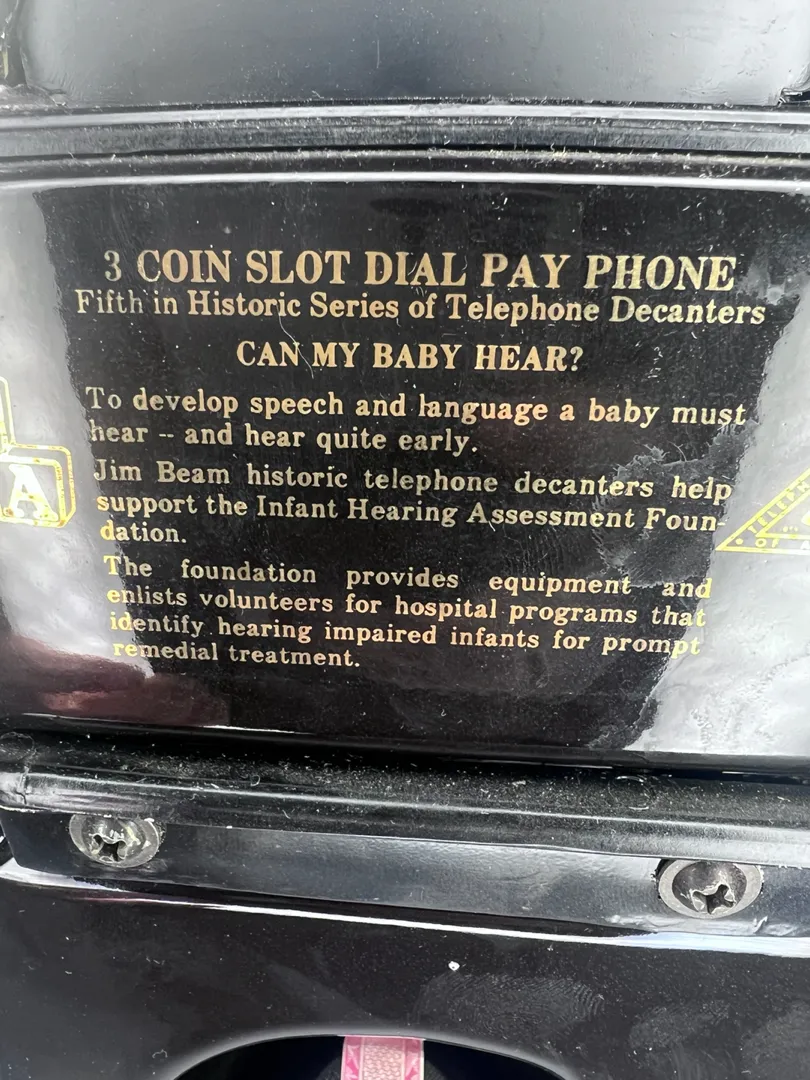 3 COIN SLOT DIAL PAY PHONE
Fifth in Historic Series of Telephone Decanters
CAN MY BABY HEAR?
To develop speech and language a baby must
hear -- and hear quite early.
Jim Beam historic telephone decanters help
support the Infant Hearing Assessment Foun-
dation.
The foundation provides equipment and
enlists volunteers for hospital programs that
identify hearing impaired infants for prompt
remedial treatment.
A
OF